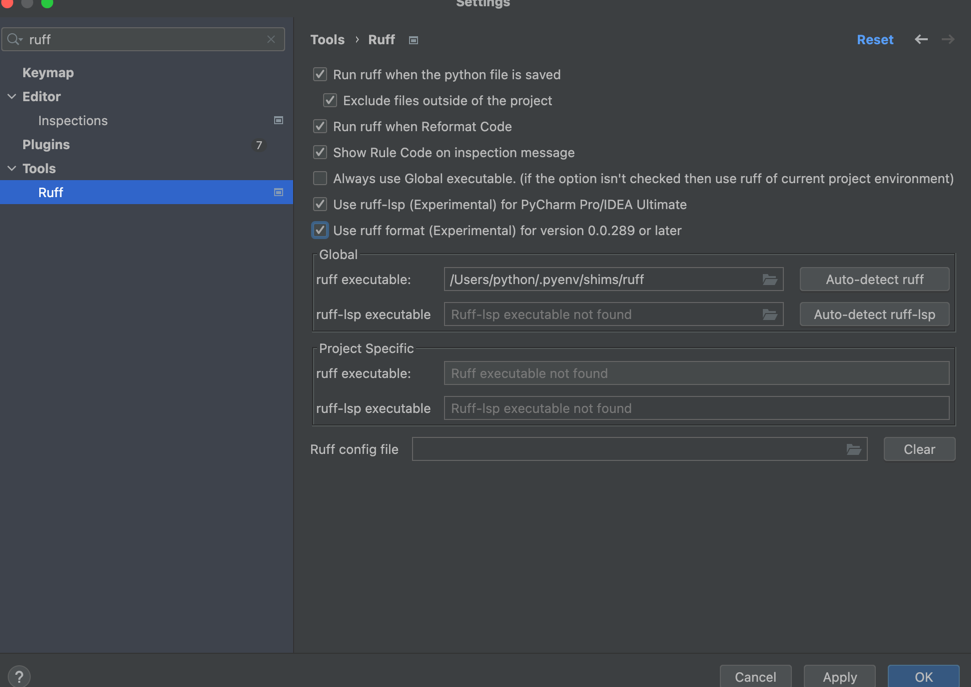 Settings
ruff
Tools › Ruff
Reset
Keymap
Editor
Inspections
Plugins 7
Tools
Ruff
Run ruff when the python file is saved
Exclude files outside of the project
Run ruff when Reformat Code
Show Rule Code on inspection message
Always use Global executable. (if the option isn't checked then use ruff of current project environment)
Use ruff-lsp (Experimental) for PyCharm Pro/IDEA Ultimate
Use ruff format (Experimental) for version 0.0.289 or later
Global
ruff executable: /Users/python/.pyenv/shims/ruff Auto-detect ruff
ruff-lsp executable Ruff-lsp executable not found Auto-detect ruff-lsp
Project Specific
ruff executable: Ruff executable not found
ruff-lsp executable Ruff-lsp executable not found
Ruff config file Clear
? Cancel Apply OK